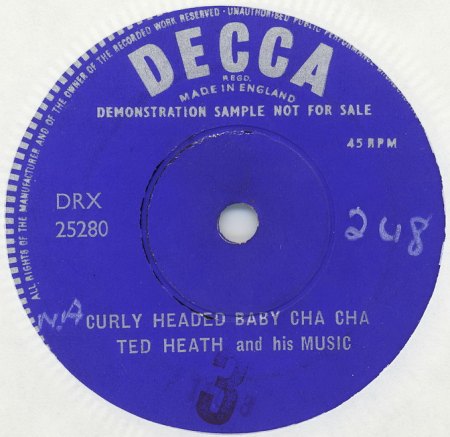 ALL RIGHTS OF THE MANUFACTURER AND OF THE OWNER OF THE RECORDED WORK RESERVED · UNAUTHORISED PUBLIC PERFORMANCE
DECCA
REGD.
MADE IN ENGLAND
DEMONSTRATION SAMPLE NOT FOR SALE
45 RPM
DRX
25280
248
N.A
CURLY HEADED BABY CHA CHA
TED HEATH and his MUSIC
3